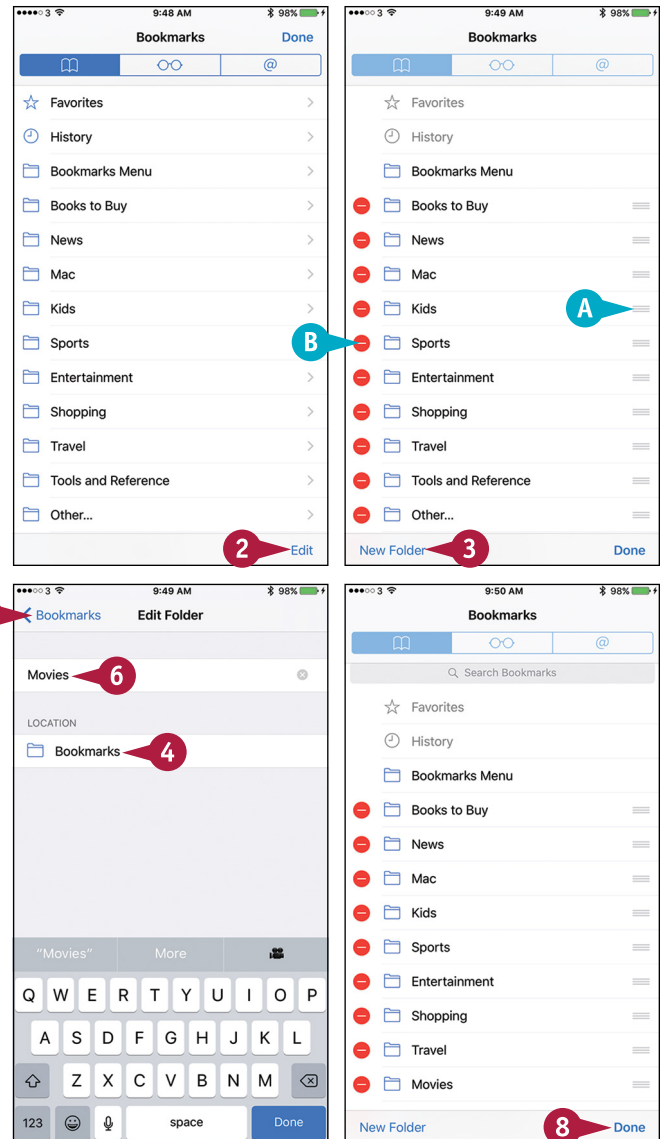 3 9:48 AM 98%
Bookmarks Done
@
Favorites
History
Bookmarks Menu
Books to Buy
News
Mac
Kids
Sports
Entertainment
Shopping
Travel
Tools and Reference
Other...
2 Edit
3 9:49 AM 98%
Bookmarks
@
Favorites
History
Bookmarks Menu
Books to Buy
News
Mac
Kids
A
B
Sports
Entertainment
Shopping
Travel
Tools and Reference
Other...
New Folder 3 Done
3 9:49 AM 98%
Bookmarks Edit Folder
Movies 6
LOCATION
Bookmarks 4
"Movies" More
Q W E R T Y U I O P
A S D F G H J K L
Z X C V B N M
123 space Done
3 9:50 AM 98%
Bookmarks
@
Search Bookmarks
Favorites
History
Bookmarks Menu
Books to Buy
News
Mac
Kids
Sports
Entertainment
Shopping
Travel
Movies
New Folder 8 Done